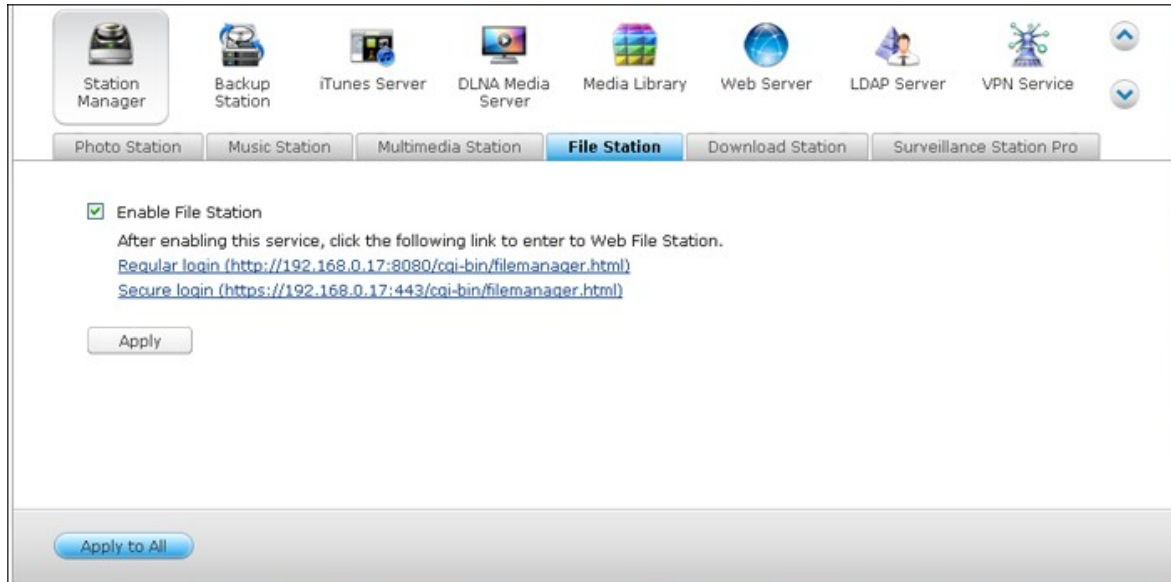 Station Manager
Backup Station
iTunes Server
DLNA Media Server
Media Library
Web Server
LDAP Server
VPN Service
Photo Station
Music Station
Multimedia Station
File Station
Download Station
Surveillance Station Pro
Enable File Station
After enabling this service, click the following link to enter to Web File Station.
Regular login (http://192.168.0.17:8080/cgi-bin/filemanager.html)
Secure login (https://192.168.0.17:443/cgi-bin/filemanager.html)
Apply
Apply to All